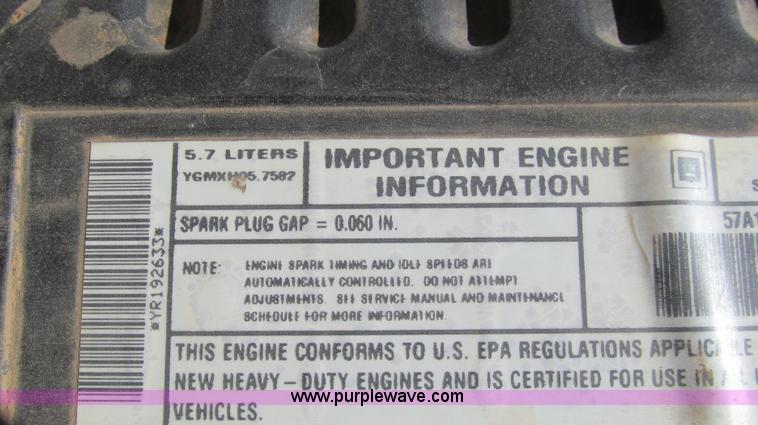 5.7 LITERS
IMPORTANT ENGINE
INFORMATION
GM
SPARK PLUG GAP = 0.060 IN.
57A1
*YR192633*
NOTE: ENGINE SPARK TIMING AND IDLE SPEEDS ARE
AUTOMATICALLY CONTROLLED. DO NOT ATTEMPT
ADJUSTMENTS. SEE SERVICE MANUAL AND MAINTENANCE
SCHEDULE FOR MORE INFORMATION.
THIS ENGINE CONFORMS TO U.S. EPA REGULATIONS APPLICABLE
NEW HEAVY-DUTY ENGINES AND IS CERTIFIED FOR USE IN ALL
VEHICLES.
www.purplewave.com